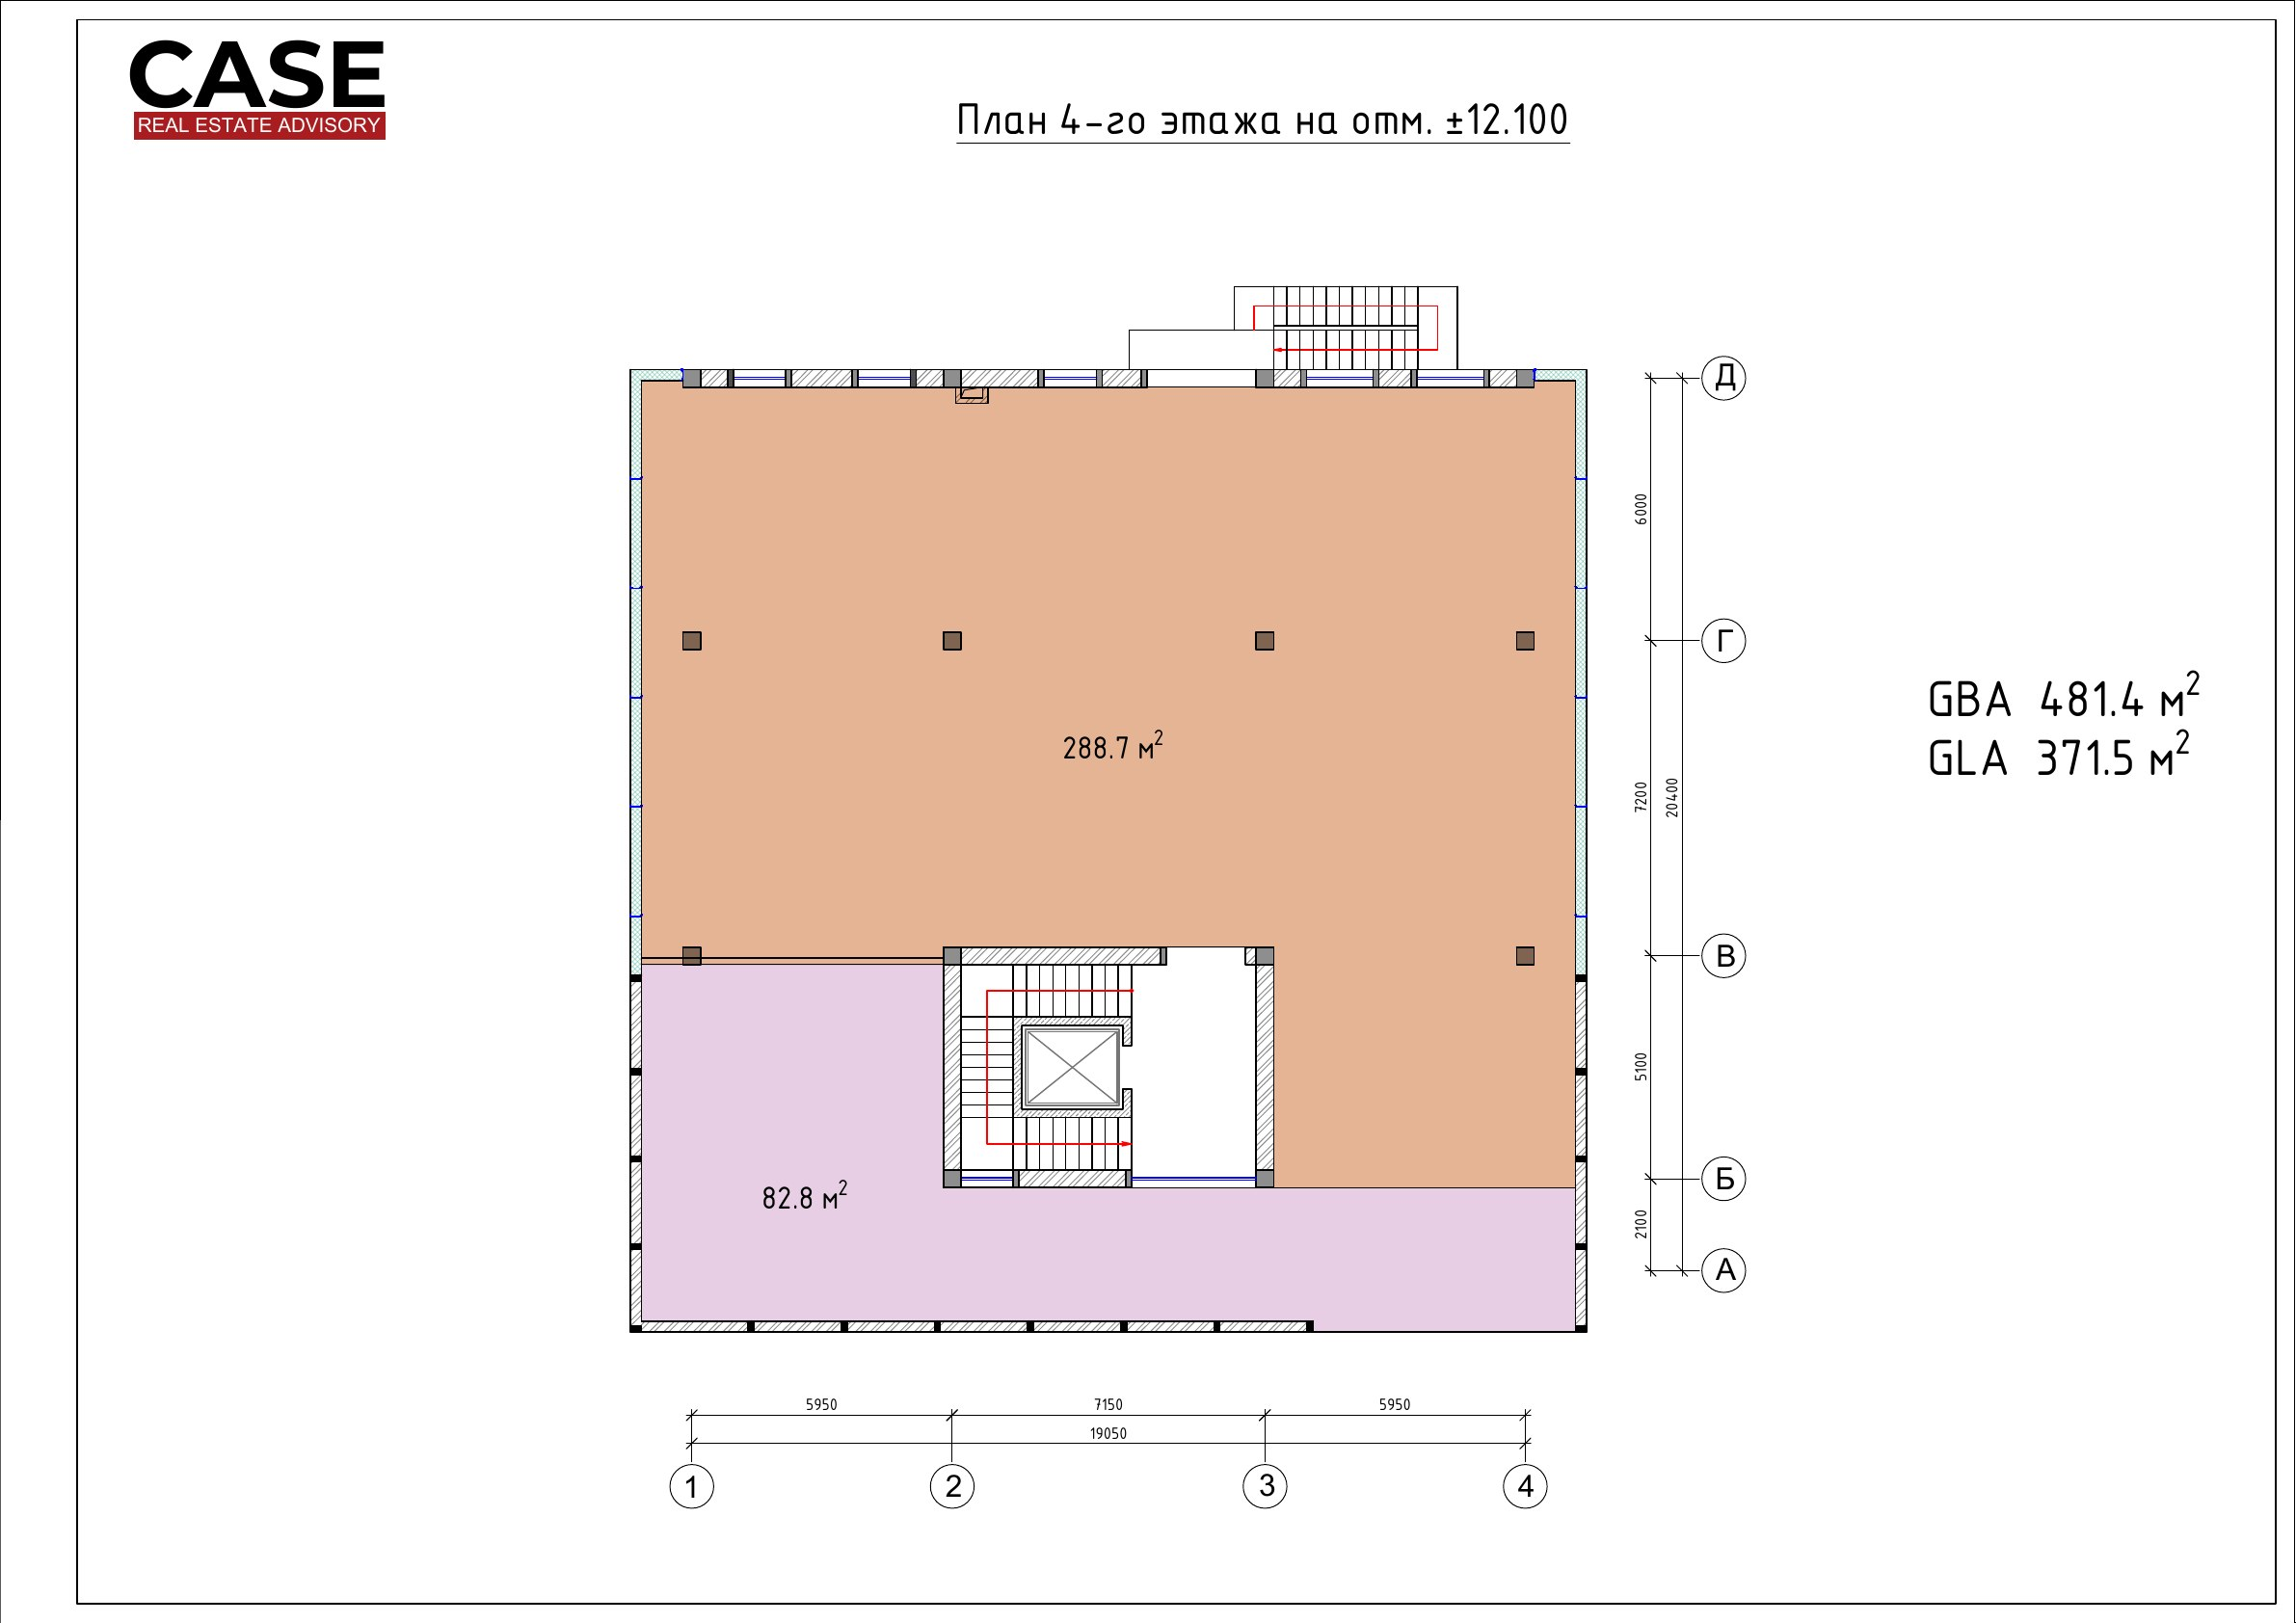 CASE
REAL ESTATE ADVISORY
План 4-го этажа на отм. ±12.100
Д
6000
Г
GBA 481.4 м²
GLA 371.5 м²
288.7 м²
7200
20400
В
5100
Б
82.8 м²
2100
А
5950
7150
5950
19050
1
2
3
4